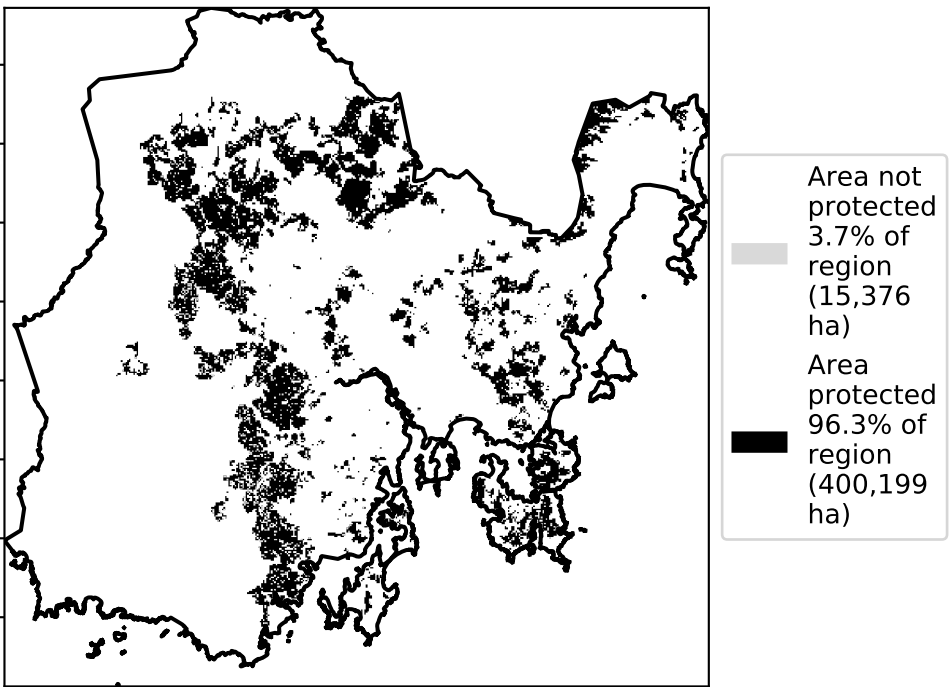 Area not
protected
3.7% of
region
(15,376
ha)
Area
protected
96.3% of
region
(400,199
ha)